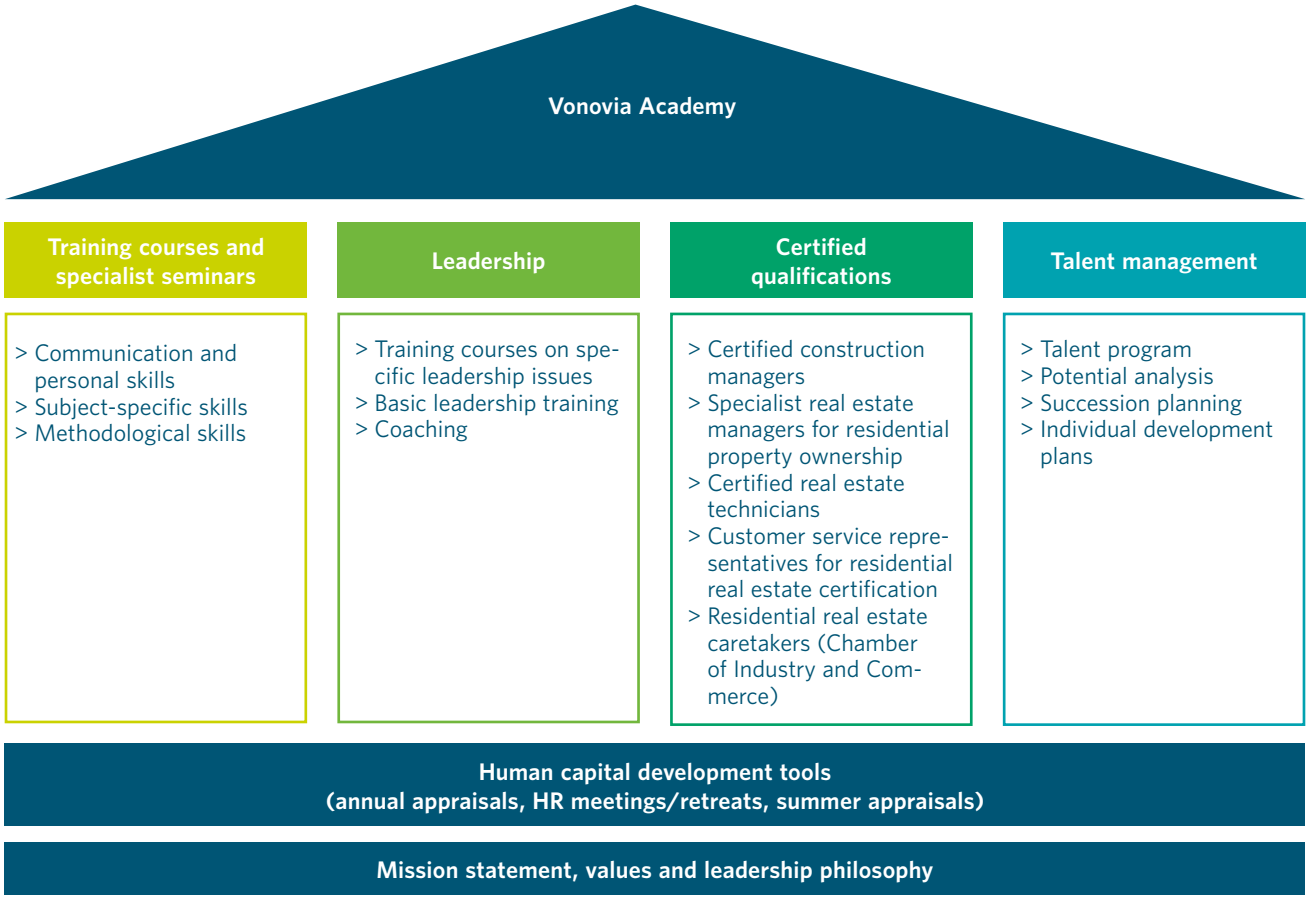 Vonovia Academy
Training courses and
specialist seminars
> Communication and
personal skills
> Subject-specific skills
> Methodological skills
Leadership
> Training courses on spe-
cific leadership issues
> Basic leadership training
> Coaching
Certified
qualifications
> Certified construction
managers
> Specialist real estate
managers for residential
property ownership
> Certified real estate
technicians
> Customer service repre-
sentatives for residential
real estate certification
> Residential real estate
caretakers (Chamber
of Industry and Com-
merce)
Talent management
> Talent program
> Potential analysis
> Succession planning
> Individual development
plans
Human capital development tools
(annual appraisals, HR meetings/retreats, summer appraisals)
Mission statement, values and leadership philosophy